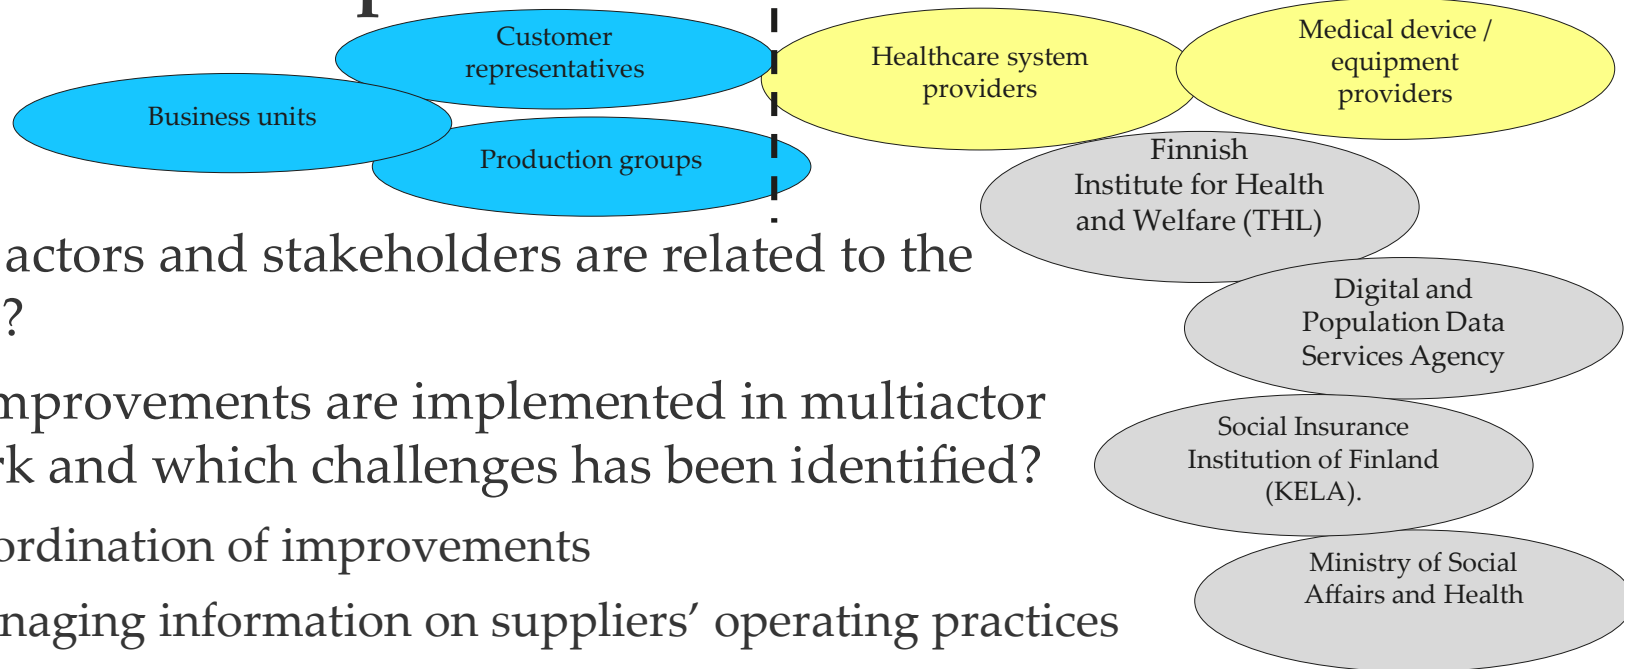 Customer
representatives
Business units
Production groups
Healthcare system
providers
Medical device /
equipment
providers
Finnish
Institute for Health
and Welfare (THL)
Digital and
Population Data
Services Agency
Social Insurance
Institution of Finland
(KELA).
Ministry of Social
Affairs and Health
actors and stakeholders are related to the
?
mprovements are implemented in multiactor
rk and which challenges has been identified?
ordination of improvements
naging information on suppliers’ operating practices